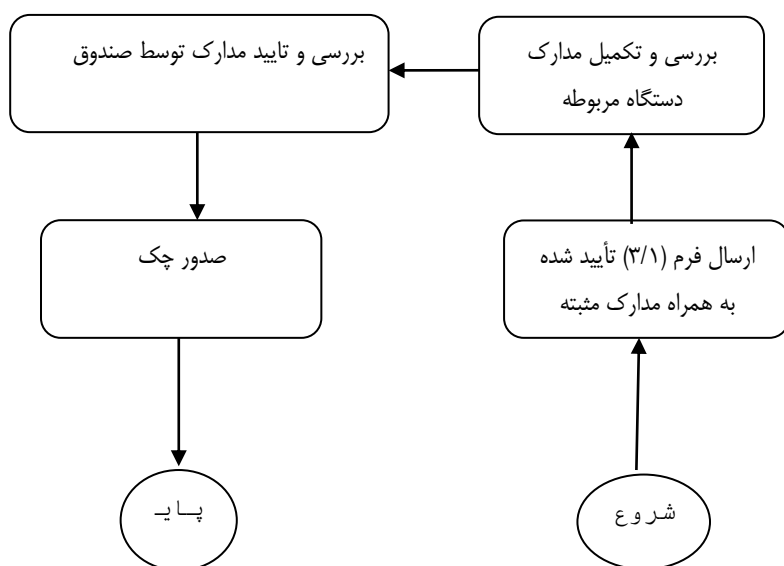 بررسی و تکمیل مدارک
دستگاه مربوطه
بررسی و تایید مدارک توسط صندوق
ارسال فرم (۳/۱) تأیید شده
به همراه مدارک مثبته
صدور چک
شروع
پایـ